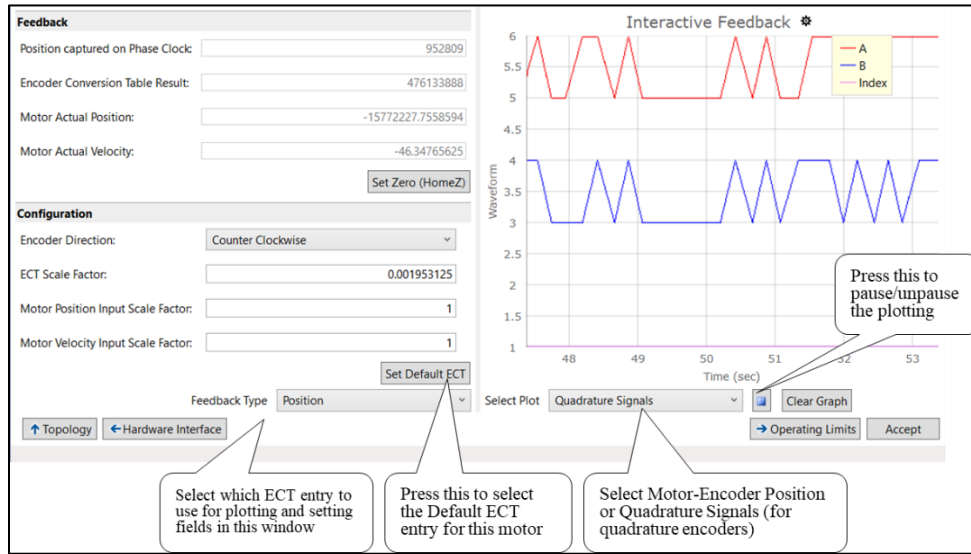 Feedback
Position captured on Phase Clock: 952809
Encoder Conversion Table Result: 476133888
Motor Actual Position: -15772227.7558594
Motor Actual Velocity: -46.34765625
Set Zero (HomeZ)
Configuration
Encoder Direction: Counter Clockwise
ECT Scale Factor: 0.001953125
Motor Position Input Scale Factor: 1
Motor Velocity Input Scale Factor: 1
Set Default ECT
Feedback Type Position
Interactive Feedback
A
B
Index
Waveform
6
5.5
5
4.5
4
3.5
3
2.5
2
1.5
1
48 49 50 51 52 53
Time (sec)
Select Plot Quadrature Signals Clear Graph
Topology Hardware Interface
Operating Limits Accept
Press this to
pause/unpause
the plotting
Select which ECT entry to
use for plotting and setting
fields in this window
Press this to select
the Default ECT
entry for this motor
Select Motor-Encoder Position
or Quadrature Signals (for
quadrature encoders)